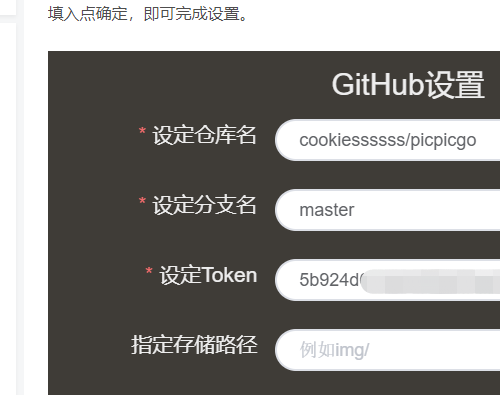 填入点确定，即可完成设置。
GitHub设置
* 设定仓库名 cookiessssss/picpicgo
* 设定分支名 master
* 设定Token 5b924d
指定存储路径 例如img/